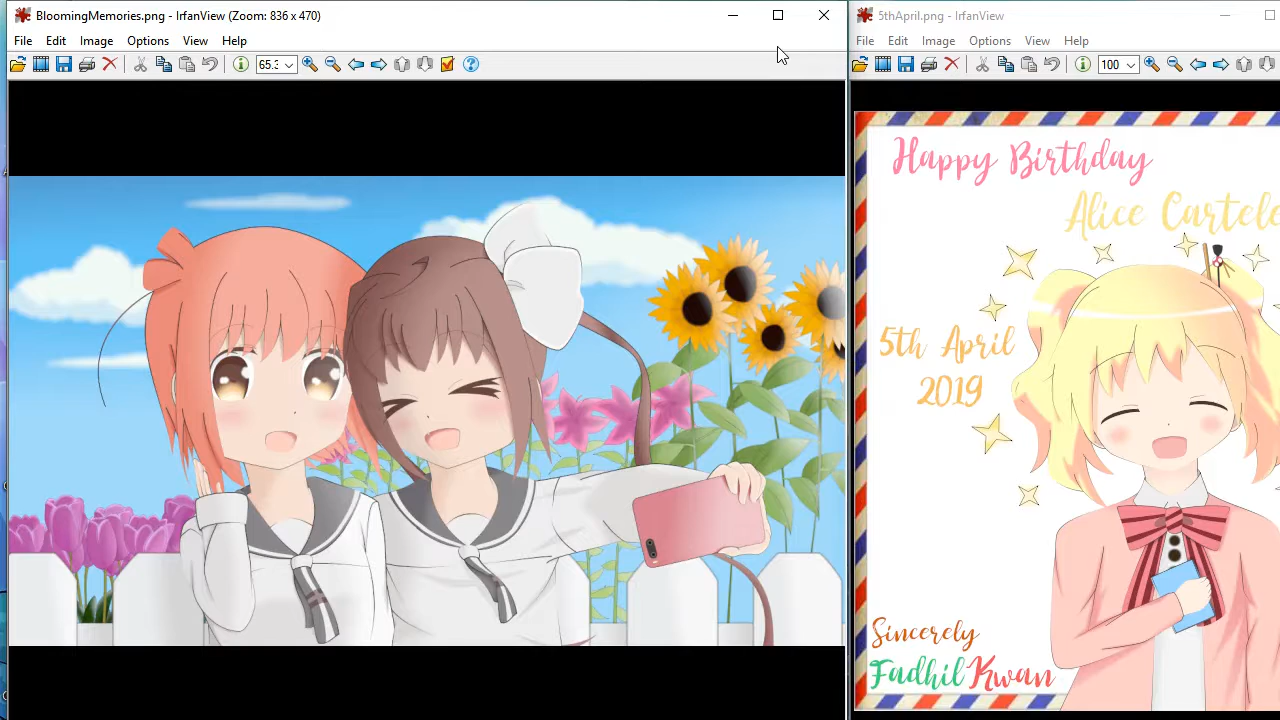 BloomingMemories.png - IrfanView (Zoom: 836 x 470)
File Edit Image Options View Help
65.3
5thApril.png - IrfanView
File Edit Image Options View Help
100
Happy Birthday
Alice Cartele
5th April
2019
Sincerely
Fadhil Kwan